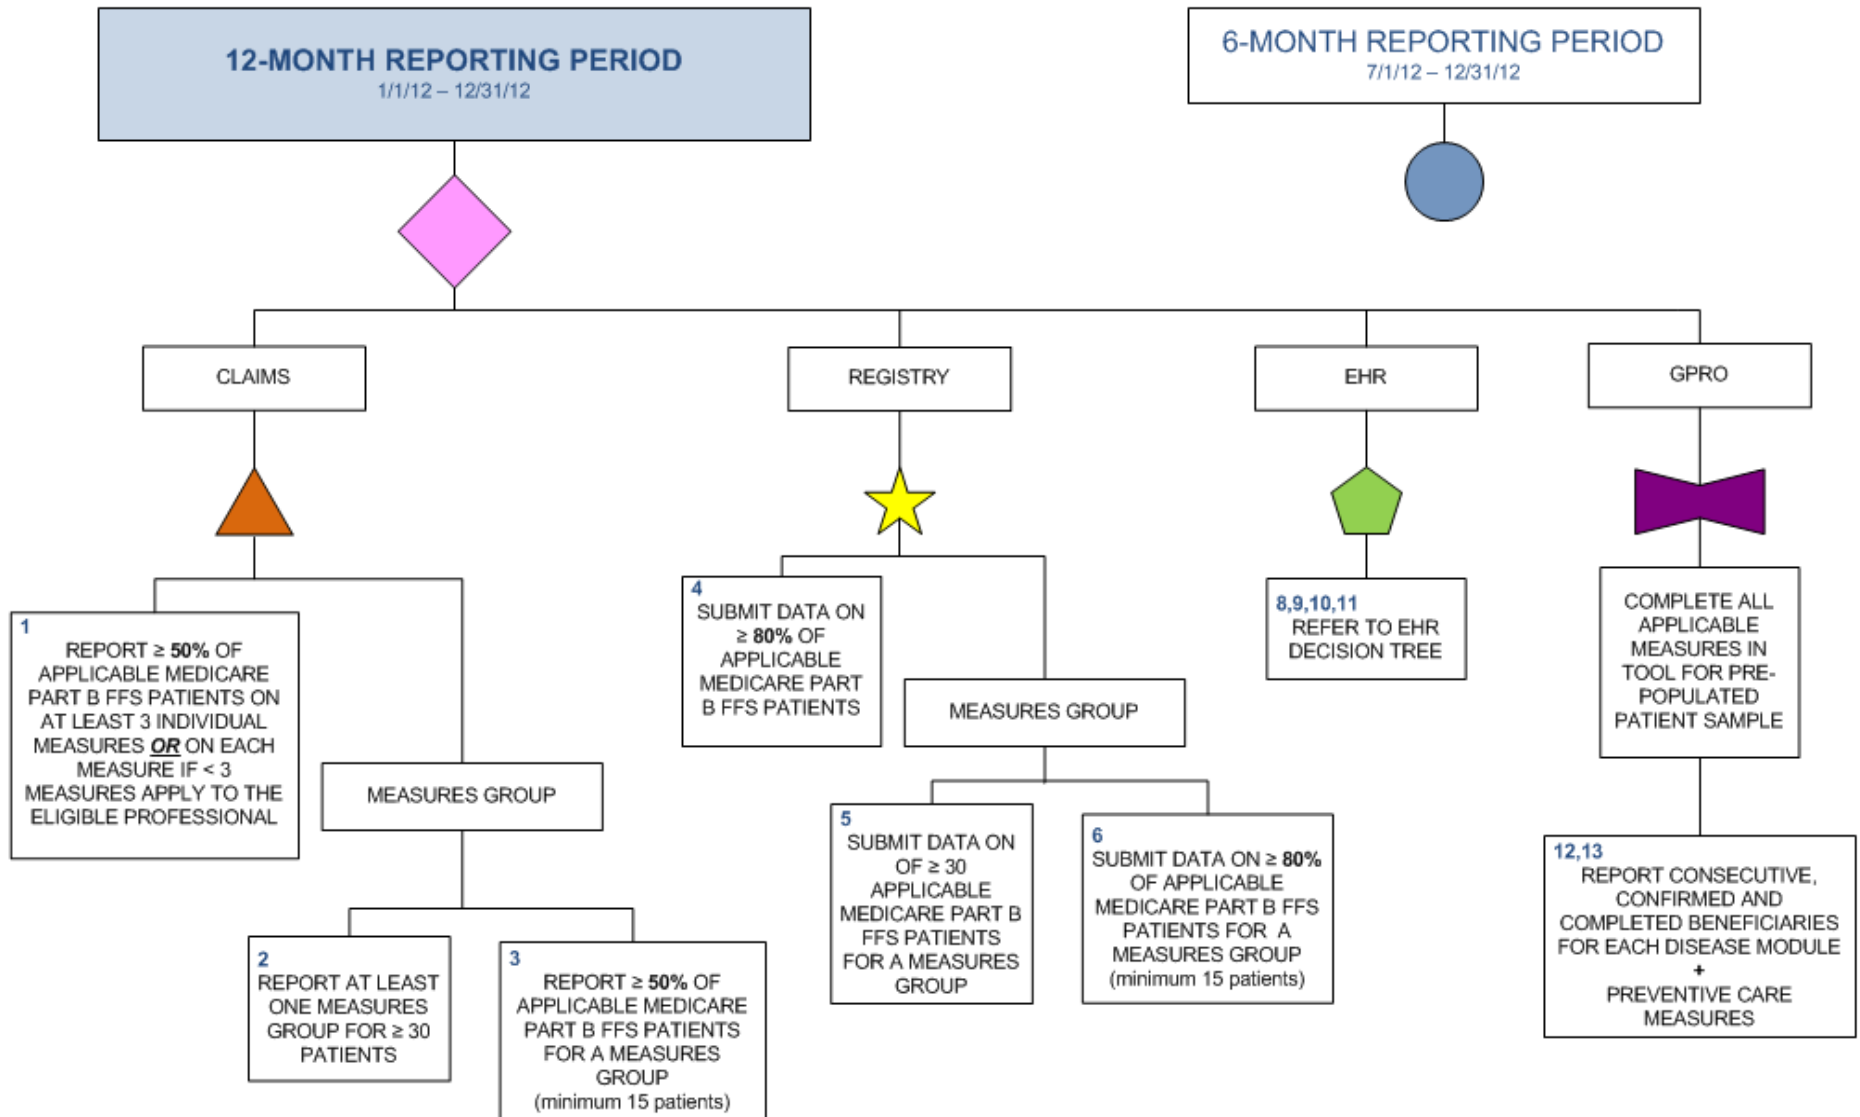 12-MONTH REPORTING PERIOD
1/1/12 – 12/31/12
6-MONTH REPORTING PERIOD
7/1/12 – 12/31/12
CLAIMS
REGISTRY
EHR
GPRO
1
REPORT ≥ 50% OF
APPLICABLE MEDICARE
PART B FFS PATIENTS ON
AT LEAST 3 INDIVIDUAL
MEASURES OR ON EACH
MEASURE IF < 3
MEASURES APPLY TO THE
ELIGIBLE PROFESSIONAL
MEASURES GROUP
2
REPORT AT LEAST
ONE MEASURES
GROUP FOR ≥ 30
PATIENTS
3
REPORT ≥ 50% OF
APPLICABLE MEDICARE
PART B FFS PATIENTS
FOR A MEASURES
GROUP
(minimum 15 patients)
4
SUBMIT DATA ON
≥ 80% OF
APPLICABLE
MEDICARE PART
B FFS PATIENTS
MEASURES GROUP
5
SUBMIT DATA ON
OF ≥ 30
APPLICABLE
MEDICARE PART B
FFS PATIENTS
FOR A MEASURES
GROUP
6
SUBMIT DATA ON ≥ 80%
OF APPLICABLE
MEDICARE PART B FFS
PATIENTS FOR A
MEASURES GROUP
(minimum 15 patients)
8,9,10,11
REFER TO EHR
DECISION TREE
COMPLETE ALL
APPLICABLE
MEASURES IN
TOOL FOR PRE-
POPULATED
PATIENT SAMPLE
12,13
REPORT CONSECUTIVE,
CONFIRMED AND
COMPLETED BENEFICIARIES
FOR EACH DISEASE MODULE
+
PREVENTIVE CARE
MEASURES